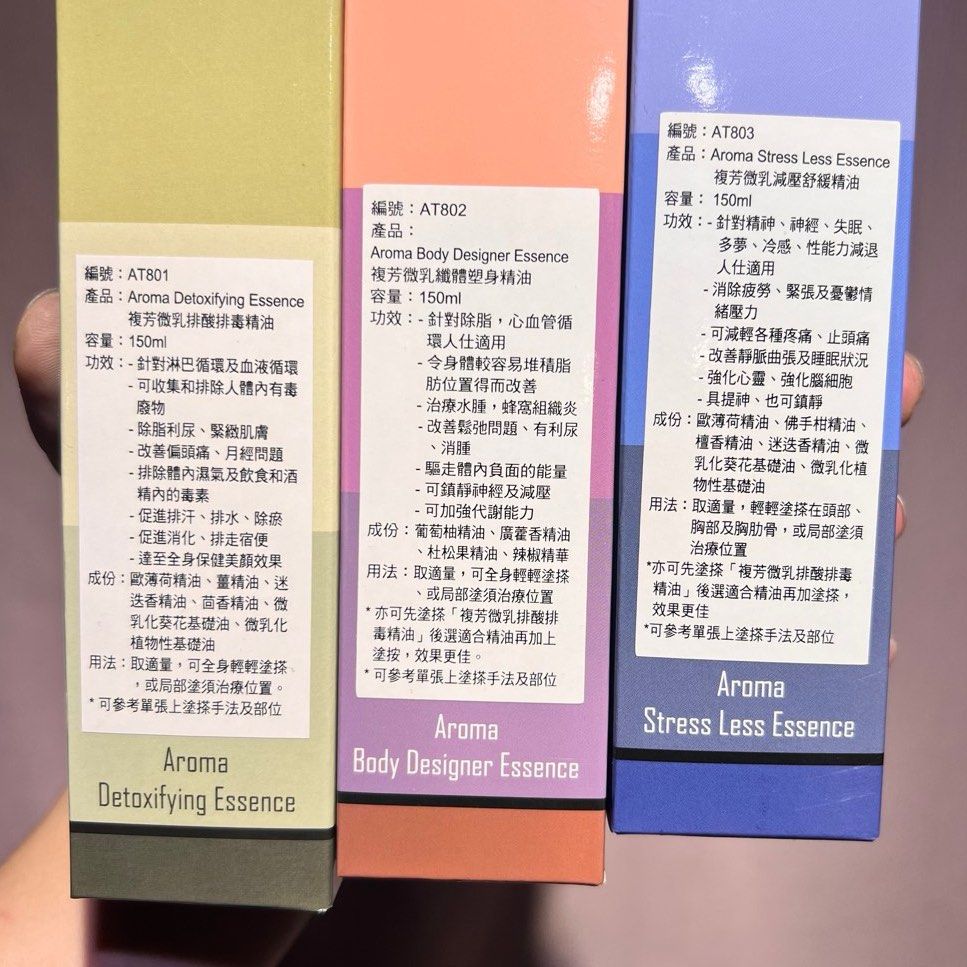 編號：AT801
產品：Aroma Detoxifying Essence
複芳微乳排酸排毒精油
容量：150ml
功效：- 針對淋巴循環及血液循環
- 可收集和排除人體內有毒
廢物
- 除脂利尿、緊緻肌膚
- 改善偏頭痛、月經問題
- 排除體內濕氣及飲食和酒
精內的毒素
- 促進排汗、排水、除瘀
- 促進消化、排走宿便
- 達至全身保健美顏效果
成份：歐薄荷精油、薑精油、迷
迭香精油、茴香精油、微
乳化葵花基礎油、微乳化
植物性基礎油
用法：取適量，可全身輕輕塗搽
，或局部塗須治療位置。
* 可參考單張上塗搽手法及部位
Aroma
Detoxifying Essence
編號：AT802
產品：
Aroma Body Designer Essence
複芳微乳纖體塑身精油
容量：150ml
功效：- 針對除脂，心血管循
環人仕適用
- 令身體較容易堆積脂
肪位置得而改善
- 治療水腫，蜂窩組織炎
- 改善鬆弛問題、有利尿
、消腫
- 驅走體內負面的能量
- 可鎮靜神經及減壓
- 可加強代謝能力
成份：葡萄柚精油、廣藿香精油
、杜松果精油、辣椒精華
用法：取適量，可全身輕輕塗搽
、或局部塗須治療位置
* 亦可先塗搽「複芳微乳排酸排
毒精油」後選適合精油再加上
塗按，效果更佳。
* 可參考單張上塗搽手法及部位
Aroma
Body Designer Essence
編號：AT803
產品：Aroma Stress Less Essence
複芳微乳減壓舒緩精油
容量： 150ml
功效：- 針對精神、神經、失眠、
多夢、冷感、性能力減退
人仕適用
- 消除疲勞、緊張及憂鬱情
緒壓力
- 可減輕各種疼痛、止頭痛
- 改善靜脈曲張及睡眠狀況
- 強化心靈、強化腦細胞
- 具提神、也可鎮靜
成份：歐薄荷精油、佛手柑精油、
檀香精油、迷迭香精油、微
乳化葵花基礎油、微乳化植
物性基礎油
用法：取適量，輕輕塗搽在頭部、
胸部及胸肋骨，或局部塗須
治療位置
*亦可先塗搽「複芳微乳排酸排毒
精油」後選適合精油再加塗搽，
效果更佳
*可參考單張上塗搽手法及部位
Aroma
Stress Less Essence